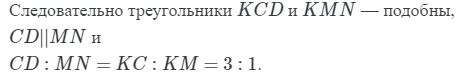 Следовательно треугольники KCD и KMN — подобны,
CD||MN и
CD : MN = KC : KM = 3 : 1.